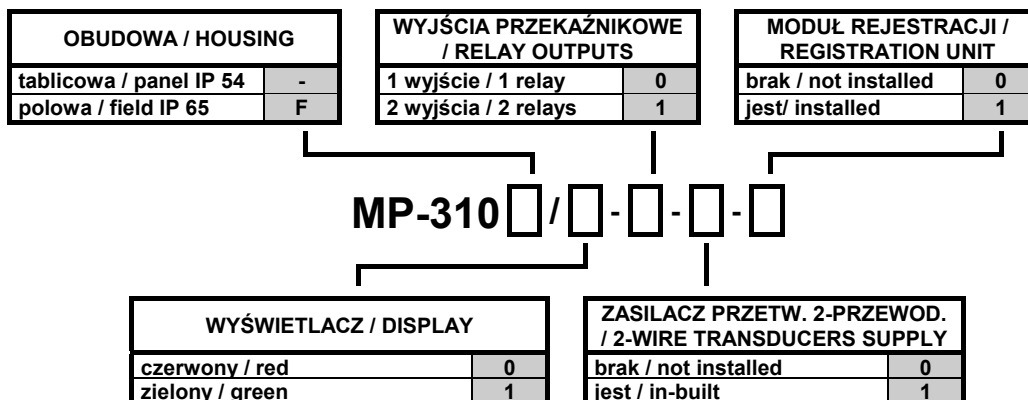 OBUDOWA / HOUSING
tablicowa / panel IP 54 -
polowa / field IP 65 F
WYJŚCIA PRZEKAŹNIKOWE
/ RELAY OUTPUTS
1 wyjście / 1 relay 0
2 wyjścia / 2 relays 1
MODUŁ REJESTRACJI /
REGISTRATION UNIT
brak / not installed 0
jest/ installed 1
MP-310 / - - -
WYŚWIETLACZ / DISPLAY
czerwony / red 0
zielony / green 1
ZASILACZ PRZETW. 2-PRZEWOD.
/ 2-WIRE TRANSDUCERS SUPPLY
brak / not installed 0
jest / in-built 1